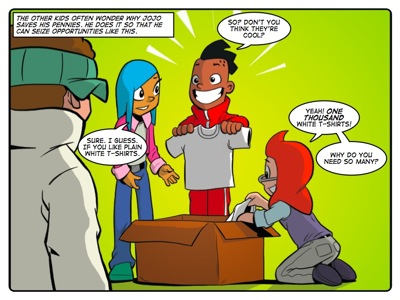 THE OTHER KIDS OFTEN WONDER WHY JOJO
SAVES HIS PENNIES. HE DOES IT SO THAT HE
CAN SEIZE OPPORTUNITIES LIKE THIS.
SO? DON'T YOU
THINK THEY'RE
COOL?
SURE. I GUESS.
IF YOU LIKE PLAIN
WHITE T-SHIRTS.
YEAH! ONE
THOUSAND
WHITE T-SHIRTS!
WHY DO YOU
NEED SO MANY?